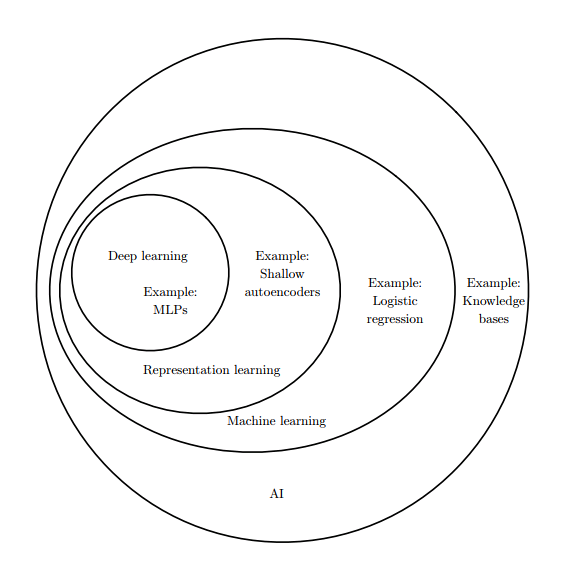 Deep learning
Example:
MLPs
Example:
Shallow
autoencoders
Example:
Logistic
regression
Example:
Knowledge
bases
Representation learning
Machine learning
AI